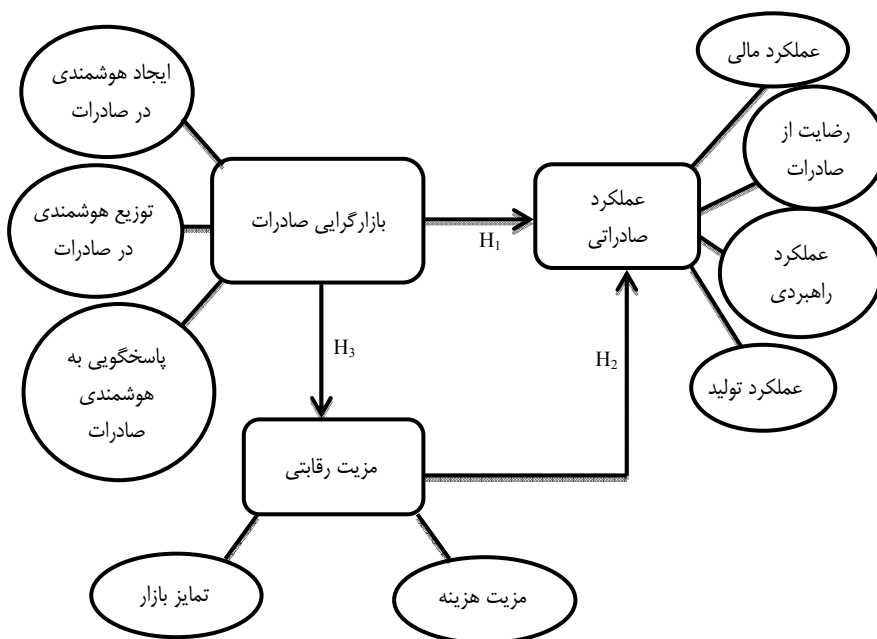 ایجاد هوشمندی
در صادرات
توزیع هوشمندی
در صادرات
پاسخگویی به
هوشمندی
صادرات
بازارگرایی صادرات
H₁
عملکرد
صادراتی
عملکرد مالی
رضایت از
صادرات
عملکرد
راهبردی
عملکرد تولید
H₃
H₂
مزیت رقابتی
تمایز بازار
مزیت هزینه